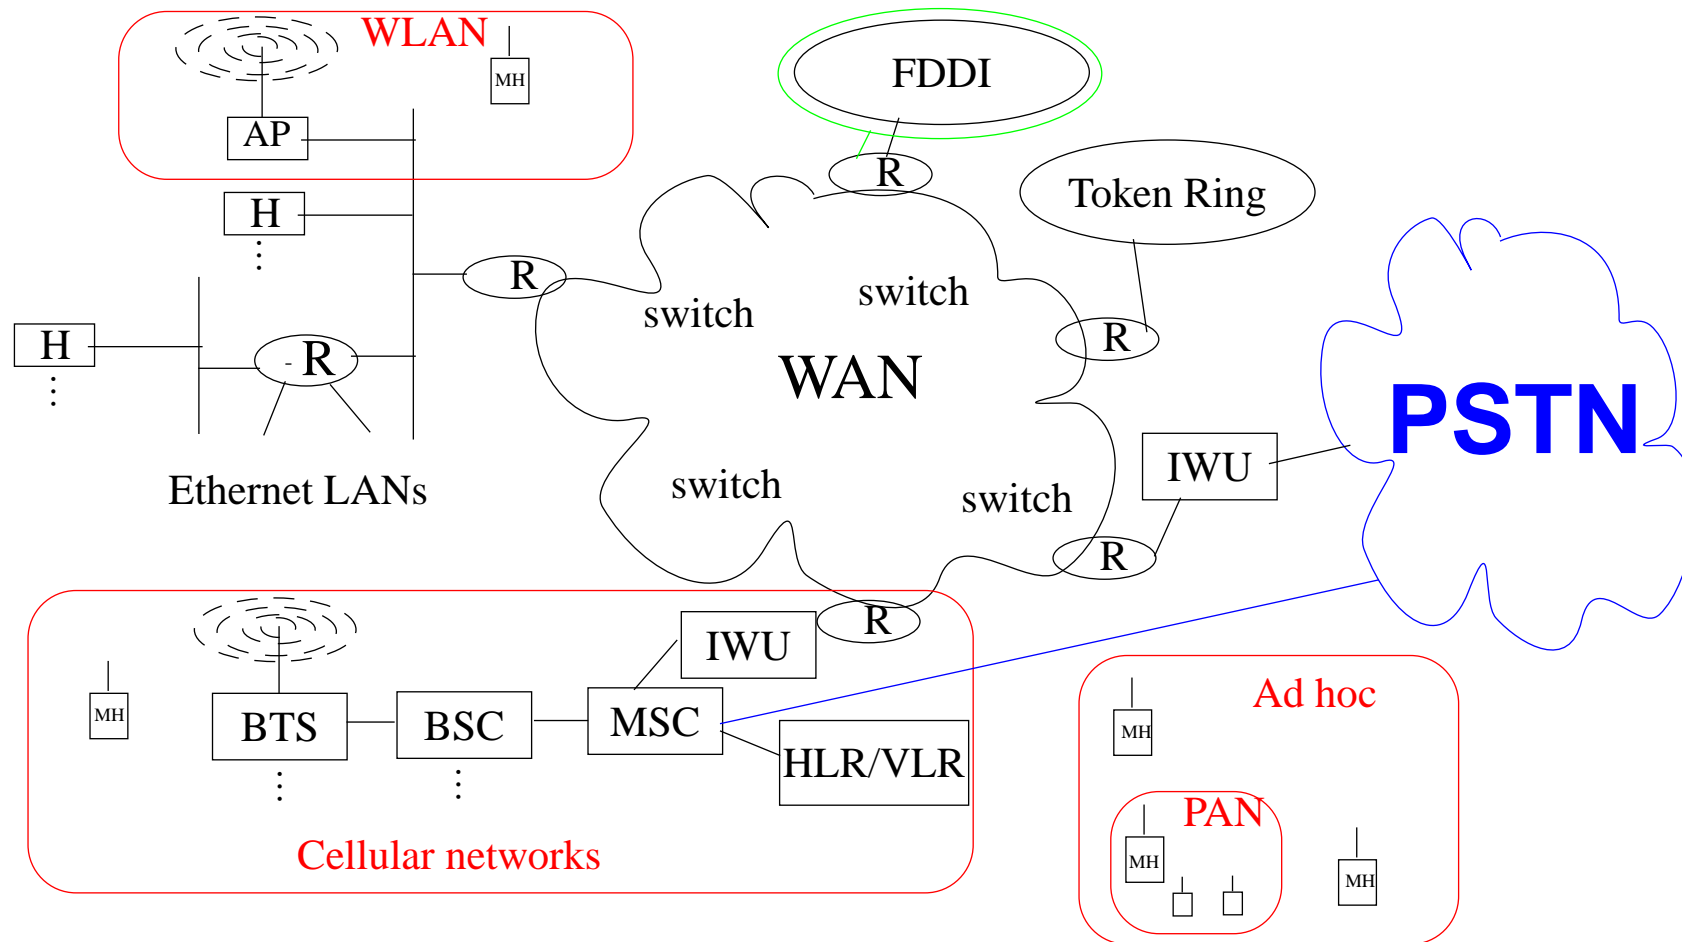 WLAN
FDDI
MH
AP
R
Token Ring
H
⋮
R
switch
switch
R
H
- R
WAN
PSTN
⋮
IWU
Ethernet LANs
switch
switch
R
R
IWU
Ad hoc
MH
BTS
BSC
MSC
MH
HLR/VLR
⋮
⋮
PAN
Cellular networks
MH
MH